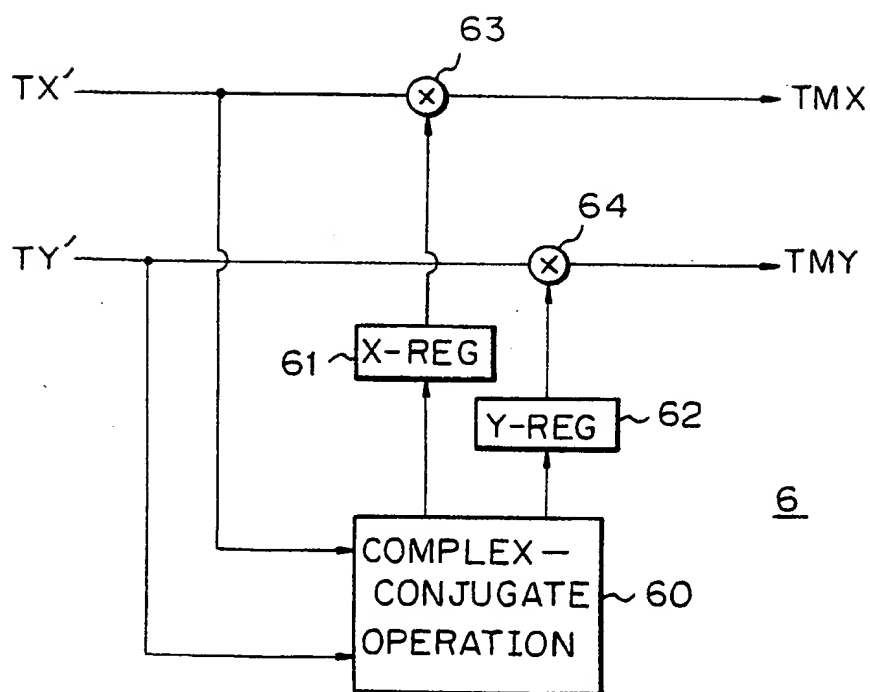 63
TX′
TMX
64
TY′
TMY
61
X-REG
62
Y-REG
6
COMPLEX-
CONJUGATE
OPERATION
60